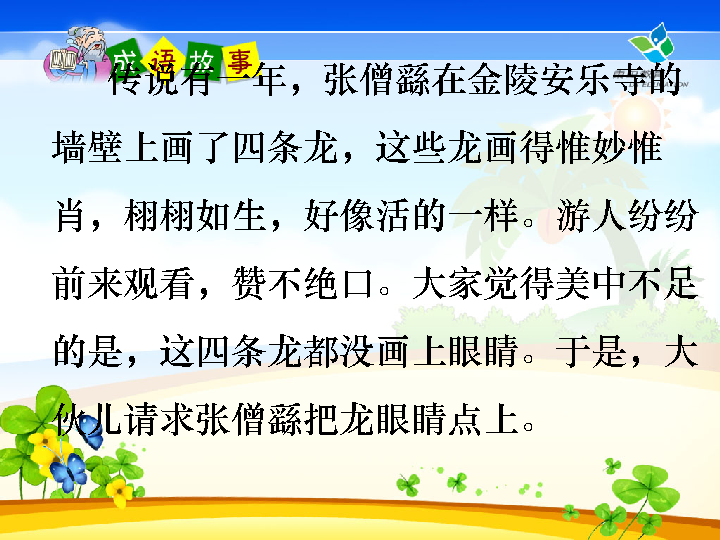 成语故事
传说有一年，张僧繇在金陵安乐寺的
墙壁上画了四条龙，这些龙画得惟妙惟
肖，栩栩如生，好像活的一样。游人纷纷
前来观看，赞不绝口。大家觉得美中不足
的是，这四条龙都没画上眼睛。于是，大
伙儿请求张僧繇把龙眼睛点上。